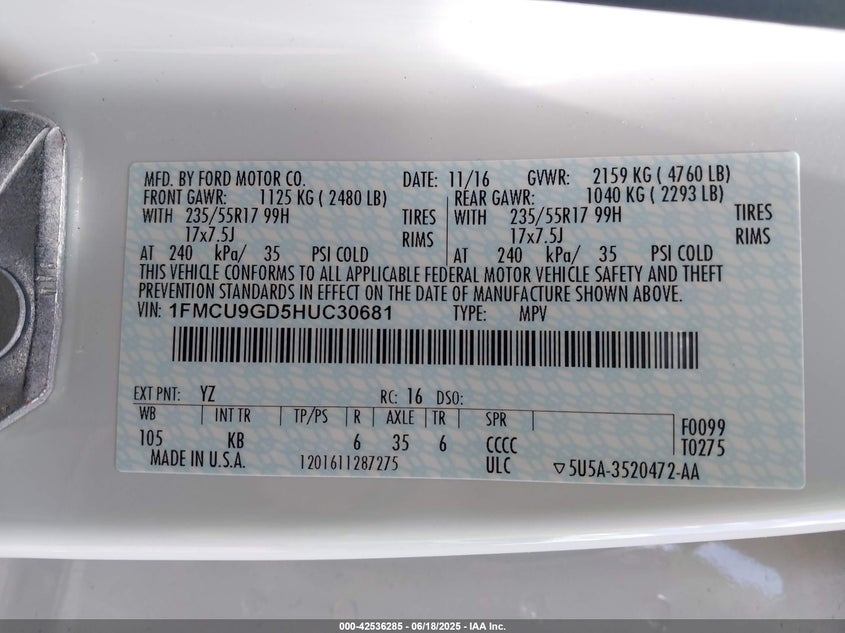 MFD. BY FORD MOTOR CO. DATE: 11/16 GVWR: 2159 KG ( 4760 LB)
FRONT GAWR: 1125 KG ( 2480 LB) REAR GAWR: 1040 KG ( 2293 LB)
WITH 235/55R17 99H TIRES WITH 235/55R17 99H TIRES
17x7.5J RIMS 17x7.5J RIMS
AT 240 kPa/ 35 PSI COLD AT 240 kPa/ 35 PSI COLD
THIS VEHICLE CONFORMS TO ALL APPLICABLE FEDERAL MOTOR VEHICLE SAFETY AND THEFT
PREVENTION STANDARDS IN EFFECT ON THE DATE OF MANUFACTURE SHOWN ABOVE.
VIN: 1FMCU9GD5HUC30681 TYPE: MPV
EXT PNT: YZ RC: 16 DSO:
WB INT TR TP/PS R AXLE TR SPR F0099
105 KB 6 35 6 CCCC T0275
MADE IN U.S.A. 1201611287275 ULC ▽5U5A-3520472-AA
000-42536285 - 06/18/2025 - IAA Inc.